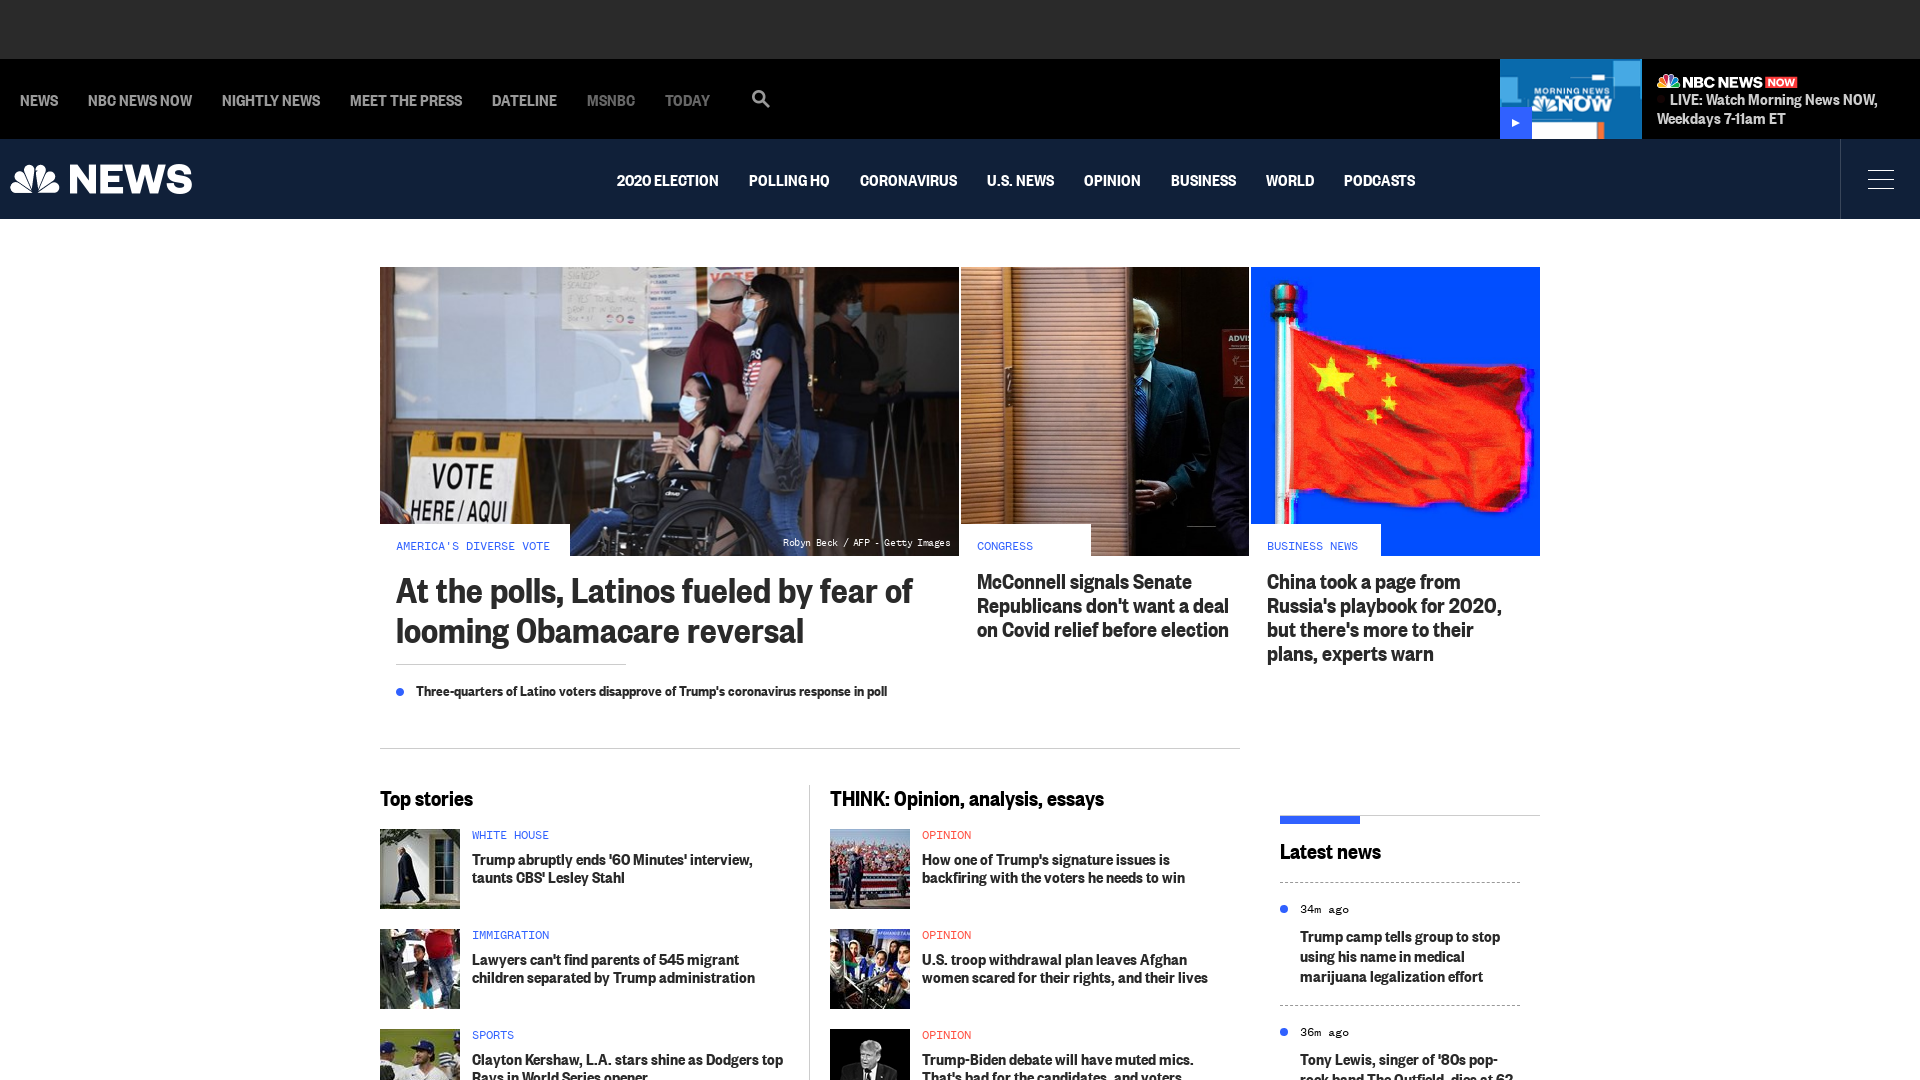 NEWS
NBC NEWS NOW
NIGHTLY NEWS
MEET THE PRESS
DATELINE
MSNBC
TODAY
MORNING NEWS
NOW
NBC NEWS NOW
LIVE: Watch Morning News NOW,
Weekdays 7-11am ET
NEWS
2020 ELECTION
POLLING HQ
CORONAVIRUS
U.S. NEWS
OPINION
BUSINESS
WORLD
PODCASTS
VOTE
VOTE
HERE/AQUI
Robyn Beck / AFP - Getty Images
AMERICA'S DIVERSE VOTE
At the polls, Latinos fueled by fear of
looming Obamacare reversal
Three-quarters of Latino voters disapprove of Trump's coronavirus response in poll
CONGRESS
McConnell signals Senate
Republicans don't want a deal
on Covid relief before election
BUSINESS NEWS
China took a page from
Russia's playbook for 2020,
but there's more to their
plans, experts warn
Top stories
WHITE HOUSE
Trump abruptly ends '60 Minutes' interview,
taunts CBS' Lesley Stahl
IMMIGRATION
Lawyers can't find parents of 545 migrant
children separated by Trump administration
SPORTS
Clayton Kershaw, L.A. stars shine as Dodgers top
Rays in World Series opener
THINK: Opinion, analysis, essays
OPINION
How one of Trump's signature issues is
backfiring with the voters he needs to win
OPINION
U.S. troop withdrawal plan leaves Afghan
women scared for their rights, and their lives
OPINION
Trump-Biden debate will have muted mics.
That's bad for the candidates, and voters.
Latest news
34m ago
Trump camp tells group to stop
using his name in medical
marijuana legalization effort
36m ago
Tony Lewis, singer of '80s pop-
rock band The Outfield, dies at 62